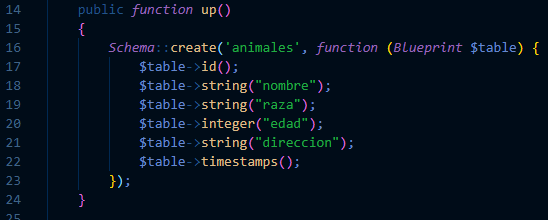 14 public function up()
15 {
16 Schema::create('animales', function (Blueprint $table) {
17 $table->id();
18 $table->string("nombre");
19 $table->string("raza");
20 $table->integer("edad");
21 $table->string("direccion");
22 $table->timestamps();
23 });
24 }
25